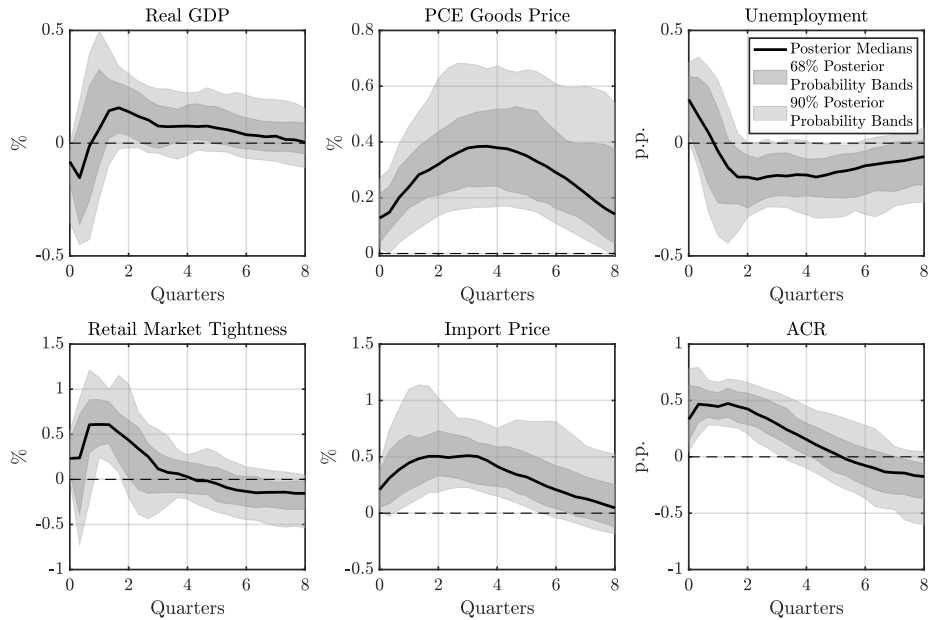 Real GDP
0.5
0
-0.5
%
0 2 4 6 8
Quarters
PCE Goods Price
0.8
0.6
0.4
0.2
0
%
0 2 4 6 8
Quarters
Unemployment
0.5
0
-0.5
p.p.
Posterior Medians
68% Posterior
Probability Bands
90% Posterior
Probability Bands
0 2 4 6 8
Quarters
Retail Market Tightness
1.5
1
0.5
0
-0.5
-1
%
0 2 4 6 8
Quarters
Import Price
1.5
1
0.5
0
-0.5
%
0 2 4 6 8
Quarters
ACR
1
0.5
0
-0.5
-1
p.p.
0 2 4 6 8
Quarters